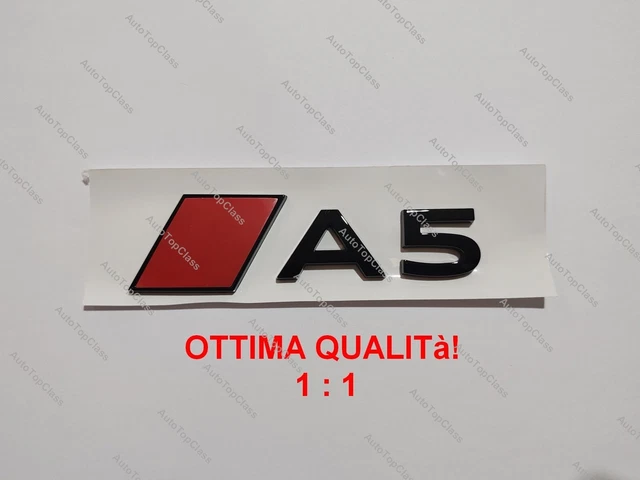 A5
OTTIMA QUALITà!
1 : 1
AutoTopClass